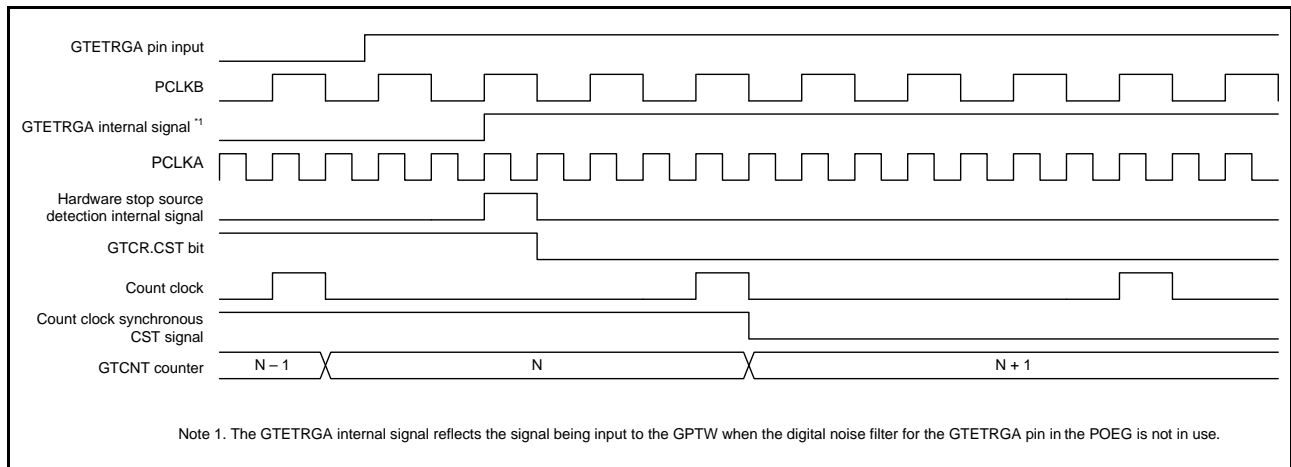 GTETRGA pin input
PCLKB
GTETRGA internal signal *1
PCLKA
Hardware stop source
detection internal signal
GTCR.CST bit
Count clock
Count clock synchronous
CST signal
GTCNT counter
N – 1
N
N + 1
Note 1. The GTETRGA internal signal reflects the signal being input to the GPTW when the digital noise filter for the GTETRGA pin in the POEG is not in use.